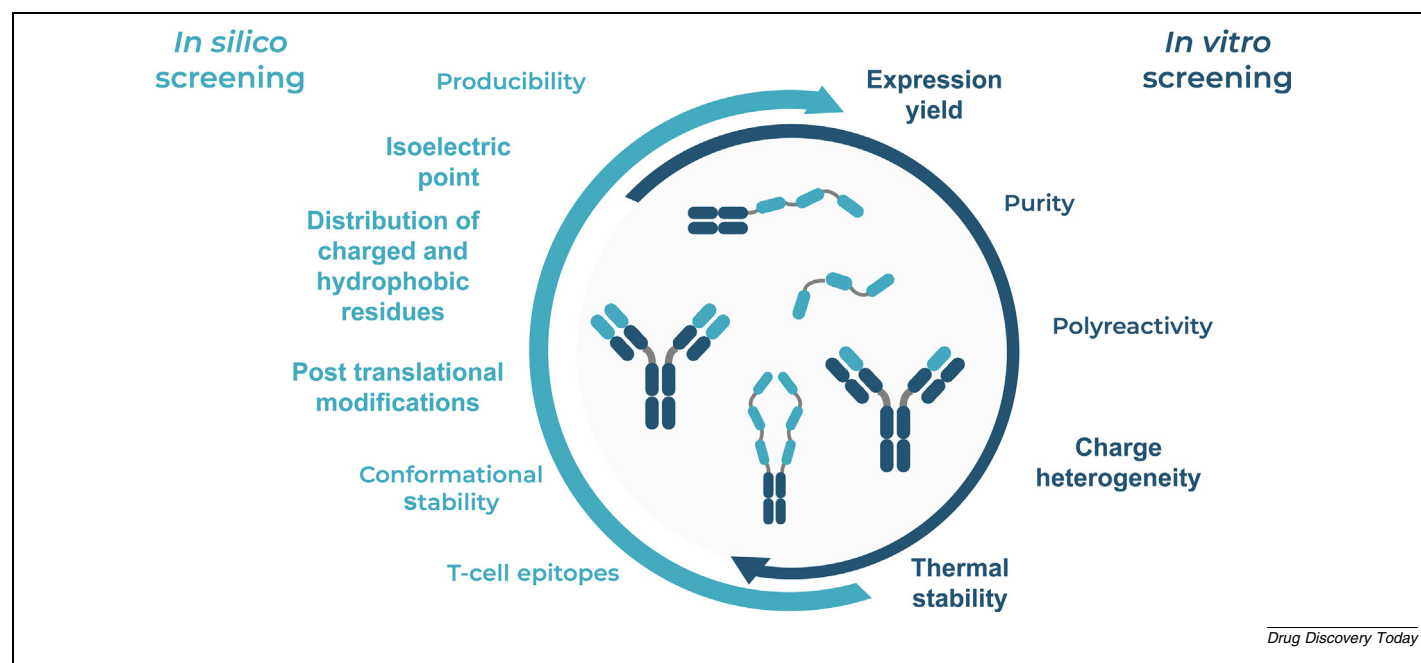 In silico
screening
In vitro
screening
Producibility
Isoelectric
point
Distribution of
charged and
hydrophobic
residues
Post translational
modifications
Conformational
stability
T-cell epitopes
Expression
yield
Purity
Polyreactivity
Charge
heterogeneity
Thermal
stability
Drug Discovery Today